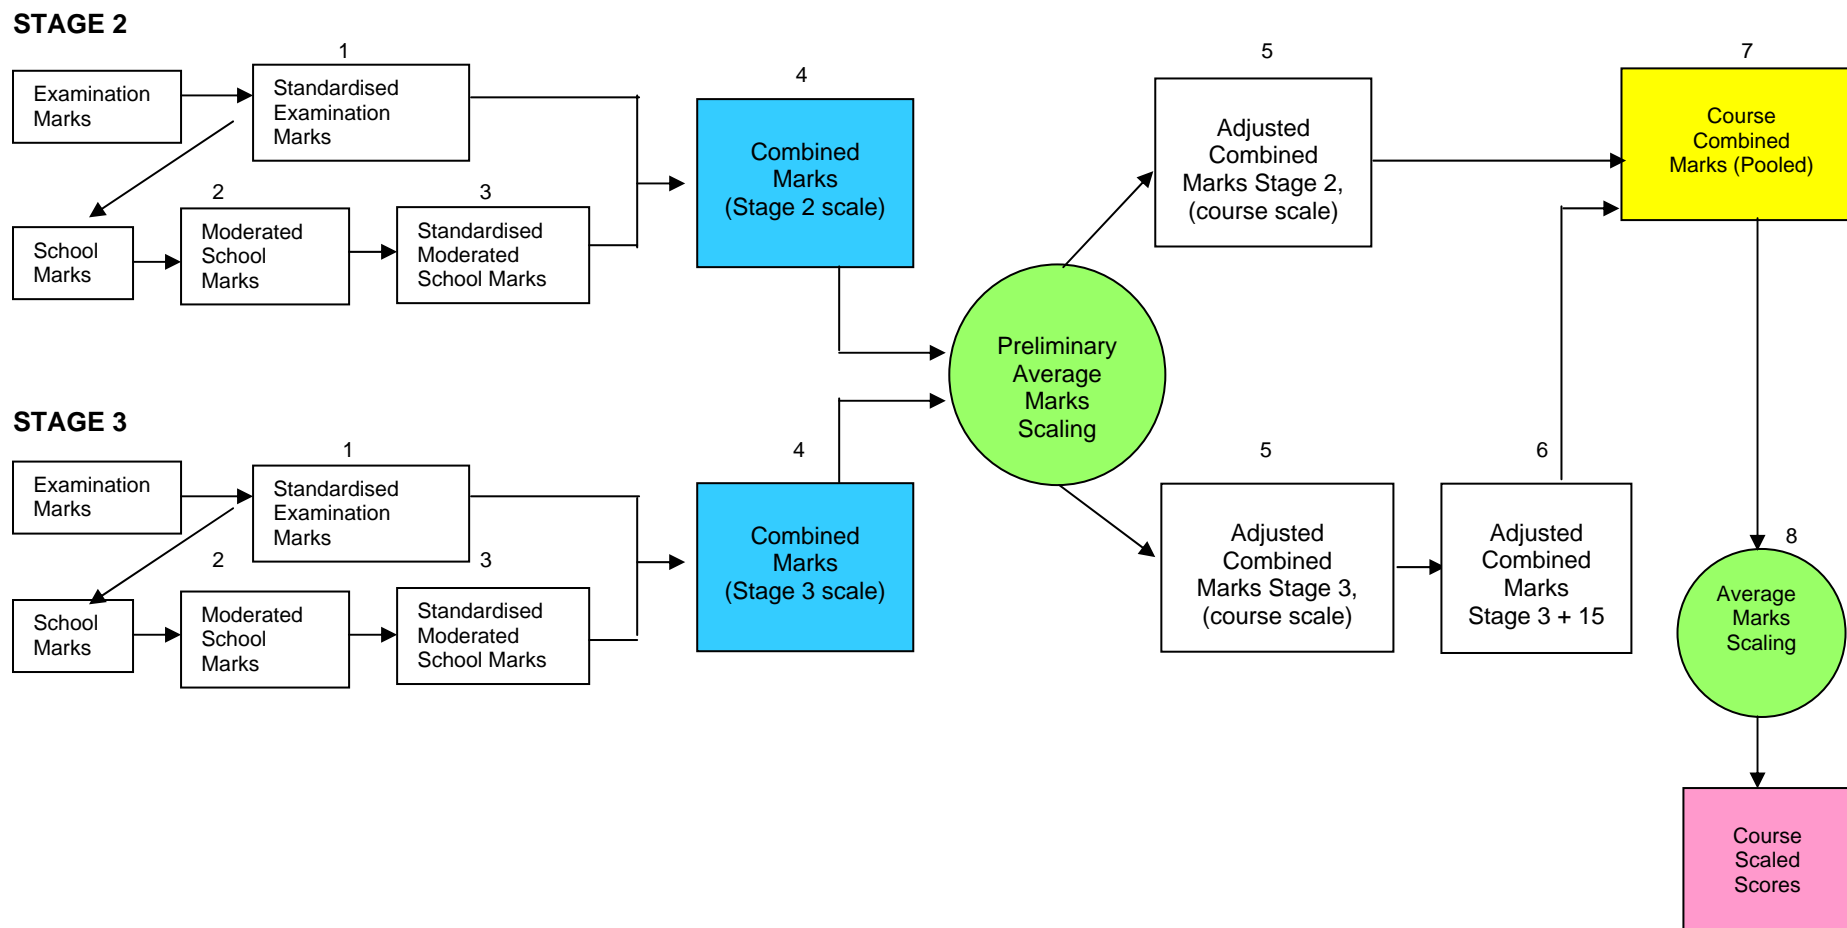 STAGE 2
1
Examination
Marks
Standardised
Examination
Marks
2
3
School
Marks
Moderated
School
Marks
Standardised
Moderated
School Marks
4
Combined
Marks
(Stage 2 scale)
STAGE 3
1
Examination
Marks
Standardised
Examination
Marks
2
3
School
Marks
Moderated
School
Marks
Standardised
Moderated
School Marks
4
Combined
Marks
(Stage 3 scale)
Preliminary
Average
Marks
Scaling
5
Adjusted
Combined
Marks Stage 2,
(course scale)
5
Adjusted
Combined
Marks Stage 3,
(course scale)
6
Adjusted
Combined
Marks
Stage 3 + 15
7
Course
Combined
Marks (Pooled)
8
Average
Marks
Scaling
Course
Scaled
Scores